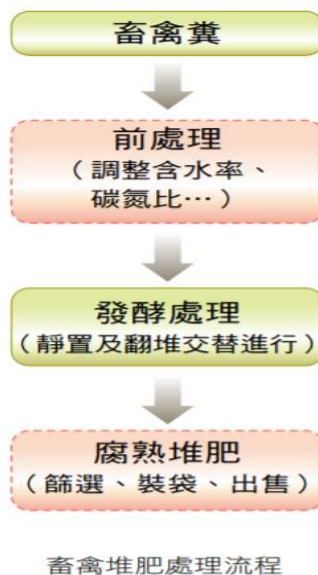 畜禽糞
前處理
（調整含水率、
碳氮比…）
發酵處理
（靜置及翻堆交替進行）
腐熟堆肥
（篩選、裝袋、出售）
畜禽堆肥處理流程